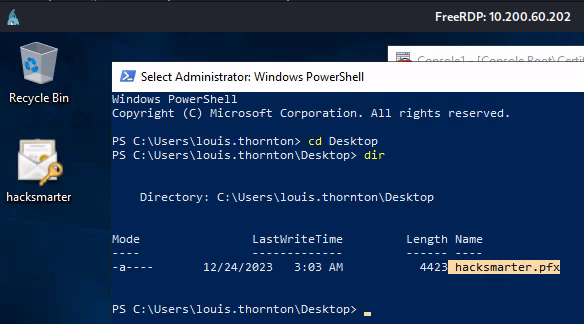 FreeRDP: 10.200.60.202
Recycle Bin
hacksmarter
Console1 - [Console Root\Certif
Select Administrator: Windows PowerShell
Windows PowerShell
Copyright (C) Microsoft Corporation. All rights reserved.
PS C:\Users\louis.thornton> cd Desktop
PS C:\Users\louis.thornton\Desktop> dir
Directory: C:\Users\louis.thornton\Desktop
Mode LastWriteTime Length Name
---- ------------- ------ ----
-a---- 12/24/2023 3:03 AM 4423 hacksmarter.pfx
PS C:\Users\louis.thornton\Desktop> _